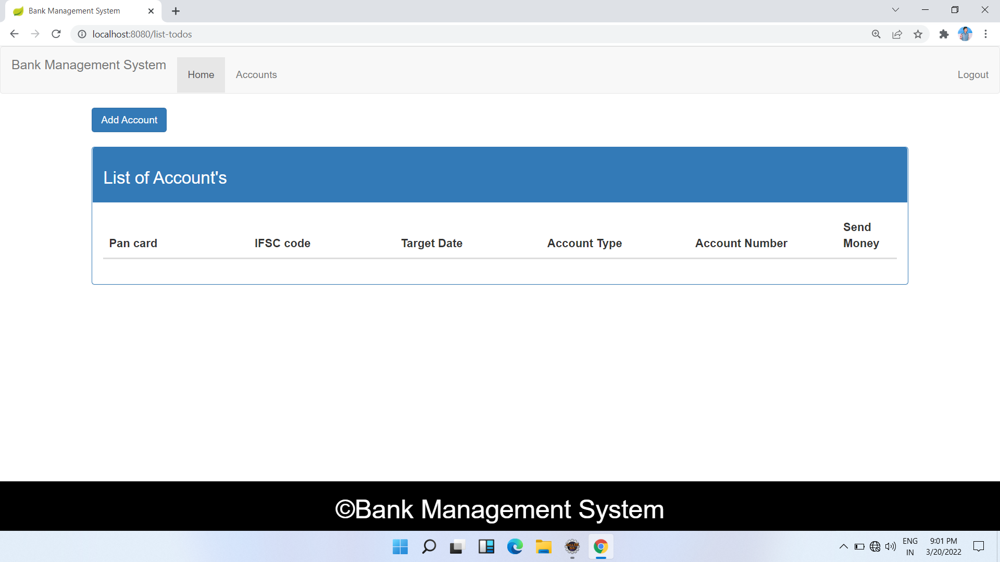 Bank Management System
localhost:8080/list-todos
Bank Management System
Home
Accounts
Logout
Add Account
List of Account's
Pan card
IFSC code
Target Date
Account Type
Account Number
Send
Money
©Bank Management System
ENG
IN
9:01 PM
3/20/2022